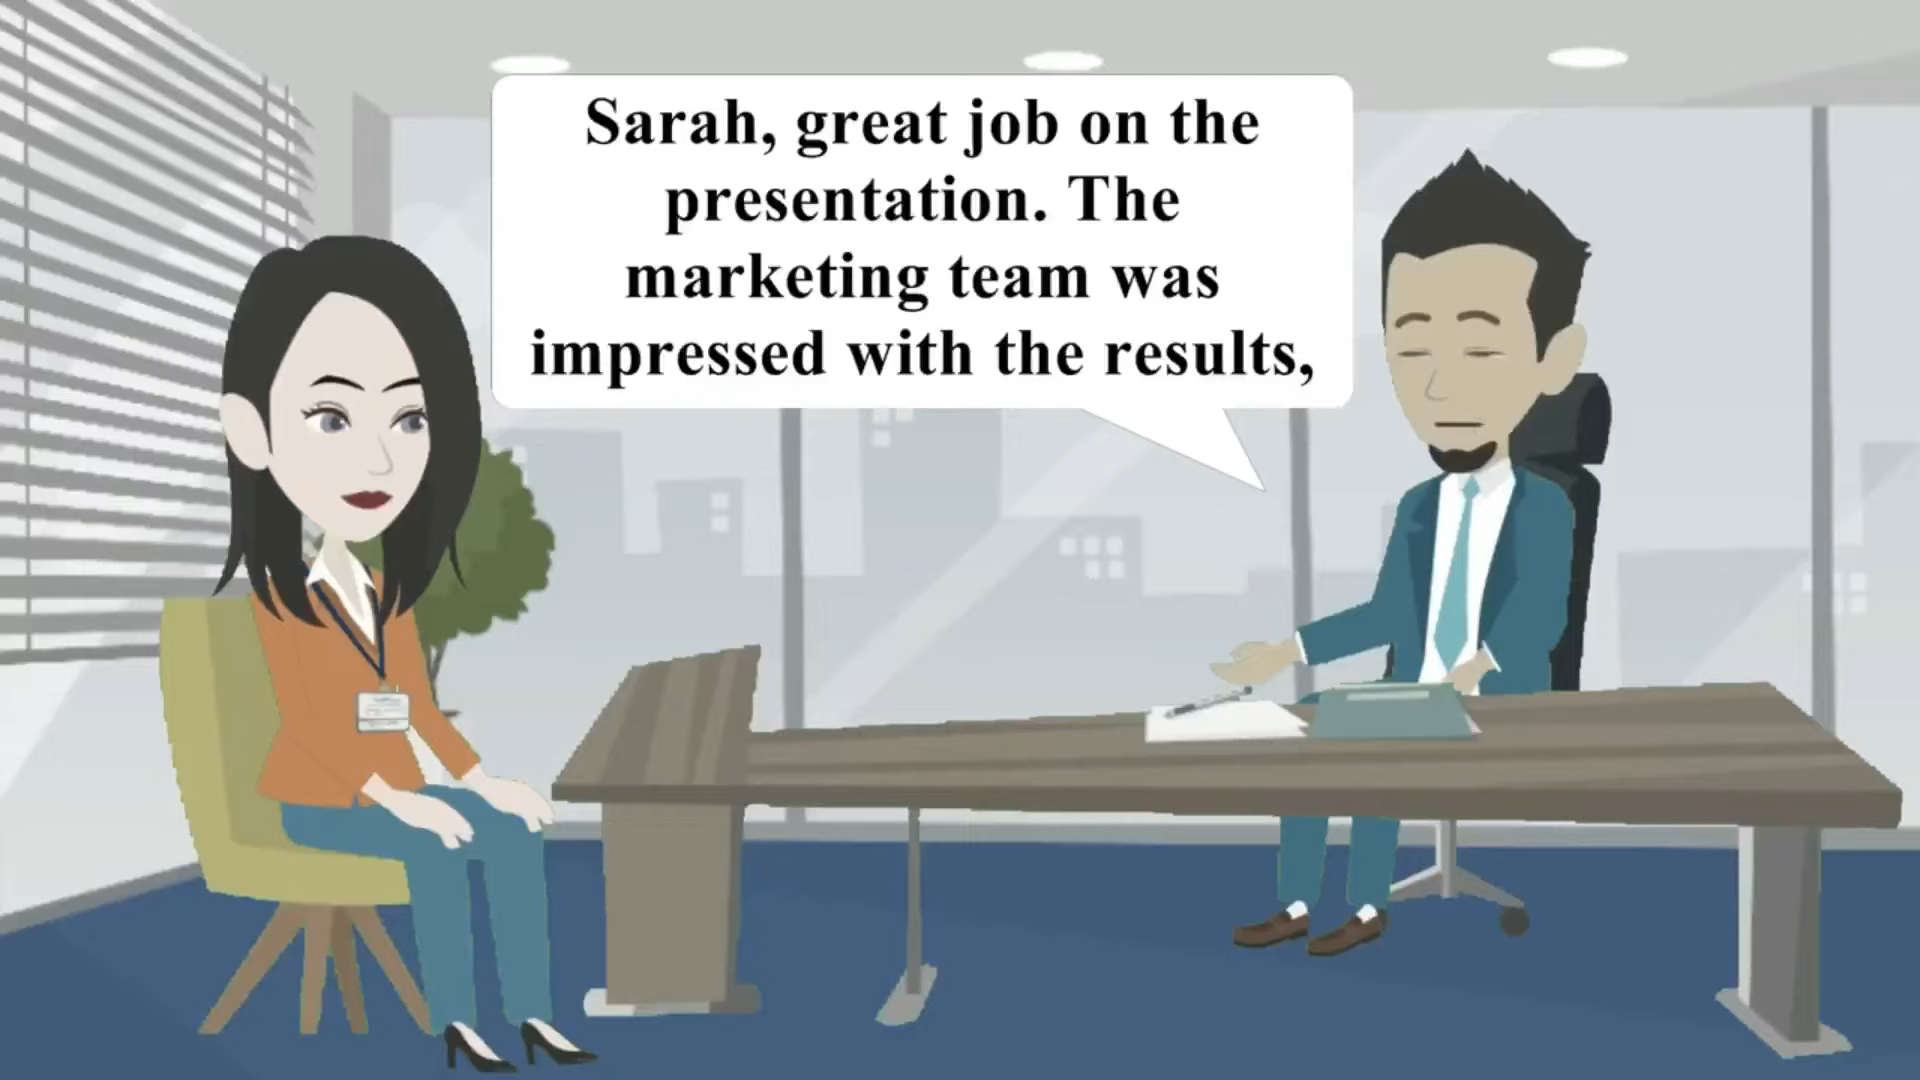 Sarah, great job on the
presentation. The
marketing team was
impressed with the results,